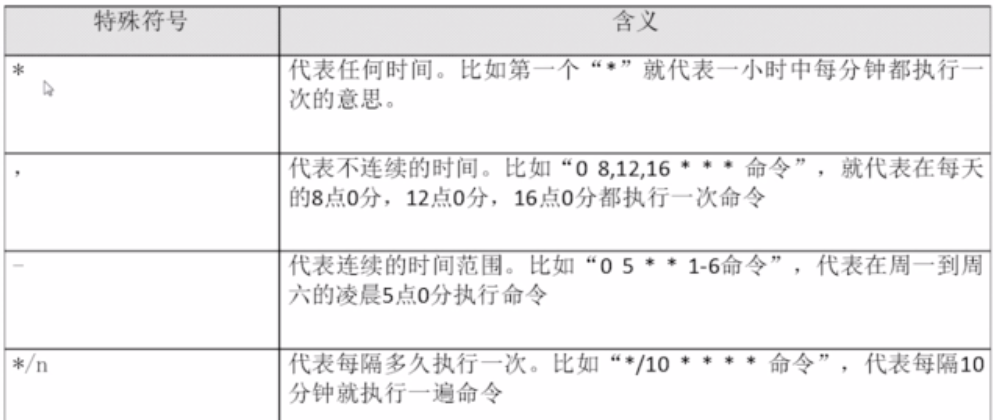 特殊符号 含义
* 代表任何时间。比如第一个“*”就代表一小时中每分钟都执行一
次的意思。
， 代表不连续的时间。比如“0 8,12,16 * * * 命令”，就代表在每天
的8点0分，12点0分，16点0分都执行一次命令
- 代表连续的时间范围。比如“0 5 * * 1-6命令”，代表在周一到周
六的凌晨5点0分执行命令
*/n 代表每隔多久执行一次。比如“*/10 * * * * 命令”，代表每隔10
分钟就执行一遍命令